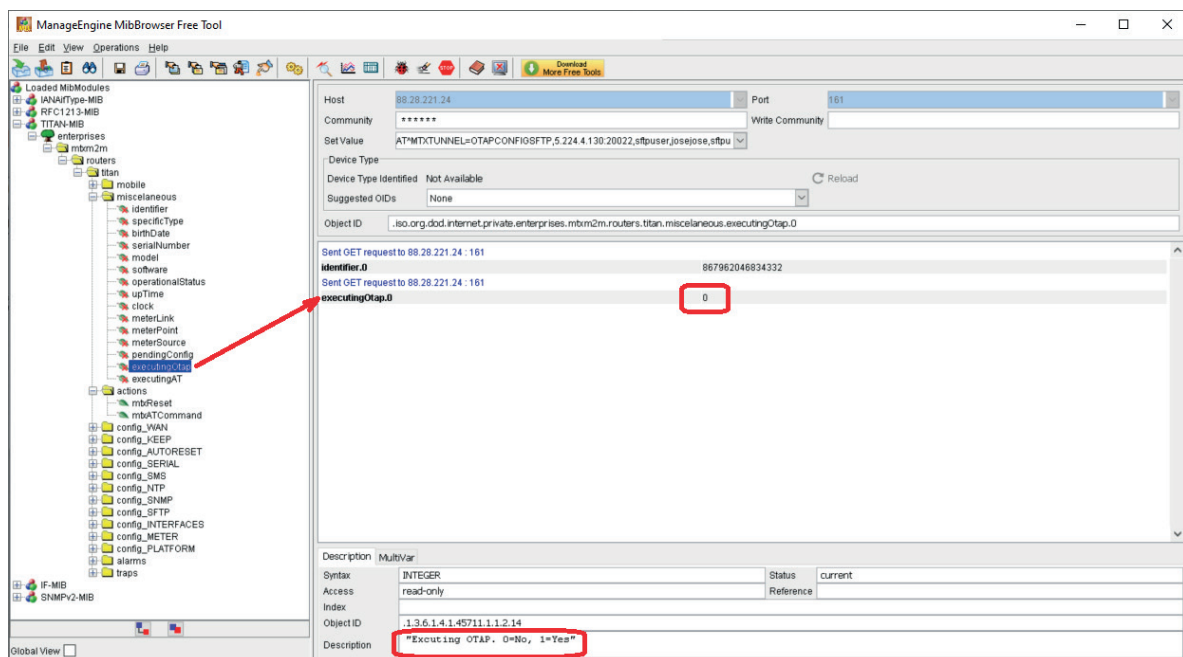 ManageEngine MibBrowser Free Tool
File Edit View Operations Help
Download
More Free Tools
Loaded MibModules
IANAifType-MIB
RFC1213-MIB
TITAN-MIB
enterprises
mtxm2m
routers
titan
mobile
miscelaneous
identifier
specificType
birthDate
serialNumber
model
software
operationalStatus
upTime
clock
meterLink
meterPoint
meterSource
pendingConfig
executingOtap
executingAT
actions
mtxReset
mtxATCommand
config_WAN
config_KEEP
config_AUTORESET
config_SERIAL
config_SMS
config_NTP
config_SNMP
config_SFTP
config_INTERFACES
config_METER
config_PLATFORM
alarms
traps
IF-MIB
SNMPv2-MIB
Global View
Host 88.28.221.24 Port 161
Community ****** Write Community
Set Value AT^MTXTUNNEL=OTAPCONFIGSFTP,5.224.4.130:20022,sftpuser,josejose,sftpu
Device Type
Device Type Identified Not Available Reload
Suggested OIDs None
Object ID .iso.org.dod.internet.private.enterprises.mtxm2m.routers.titan.miscelaneous.executingOtap.0
Sent GET request to 88.28.221.24 : 161
identifier.0 867962046834332
Sent GET request to 88.28.221.24 : 161
executingOtap.0 0
Description MultiVar
Syntax INTEGER Status current
Access read-only Reference
Index
Object ID .1.3.6.1.4.1.45711.1.1.2.14
Description "Excuting OTAP. 0=No, 1=Yes"